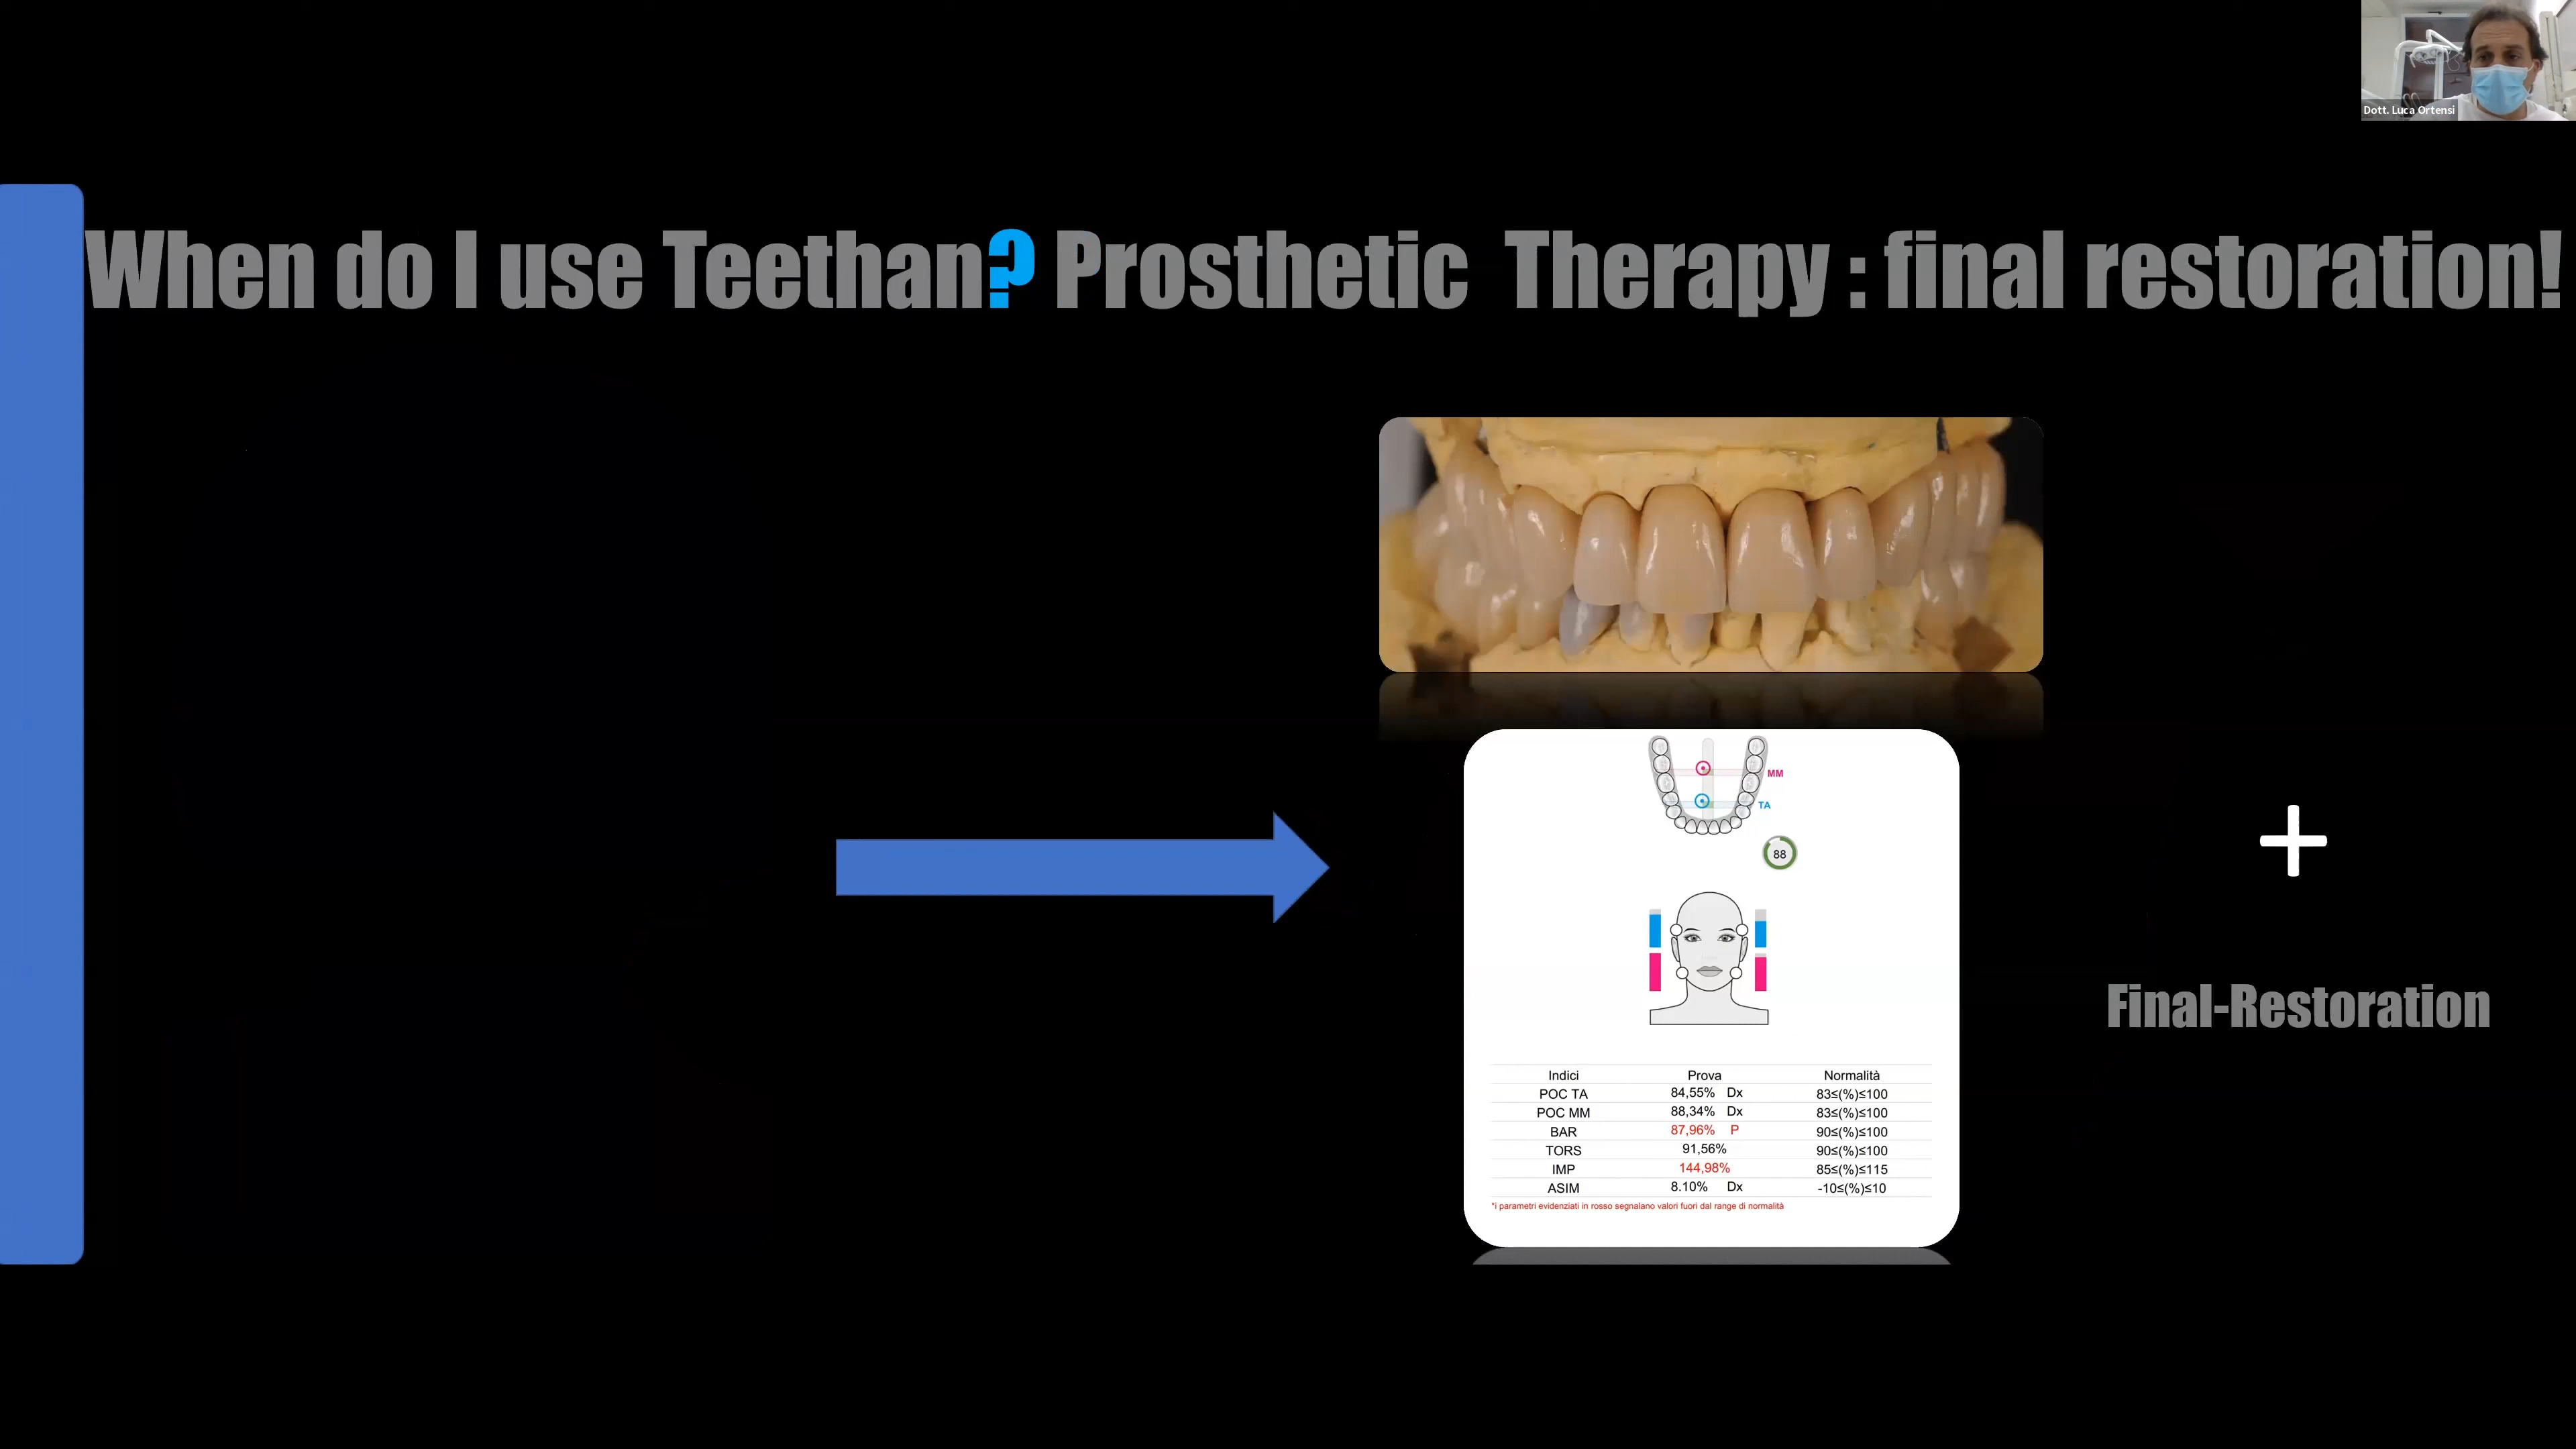 Dott. Luca Ortensi
When do I use Teethan? Prosthetic Therapy : final restoration!
MM
TA
88
+
Final-Restoration
Indici Prova Normalità
POC TA 84,55% Dx 83≤(%)≤100
POC MM 88,34% Dx 83≤(%)≤100
BAR 87,96% P 90≤(%)≤100
TORS 91,56% 90≤(%)≤100
IMP 144,98% 85≤(%)≤115
ASIM 8.10% Dx -10≤(%)≤10
*i parametri evidenziati in rosso segnalano valori fuori dal range di normalità